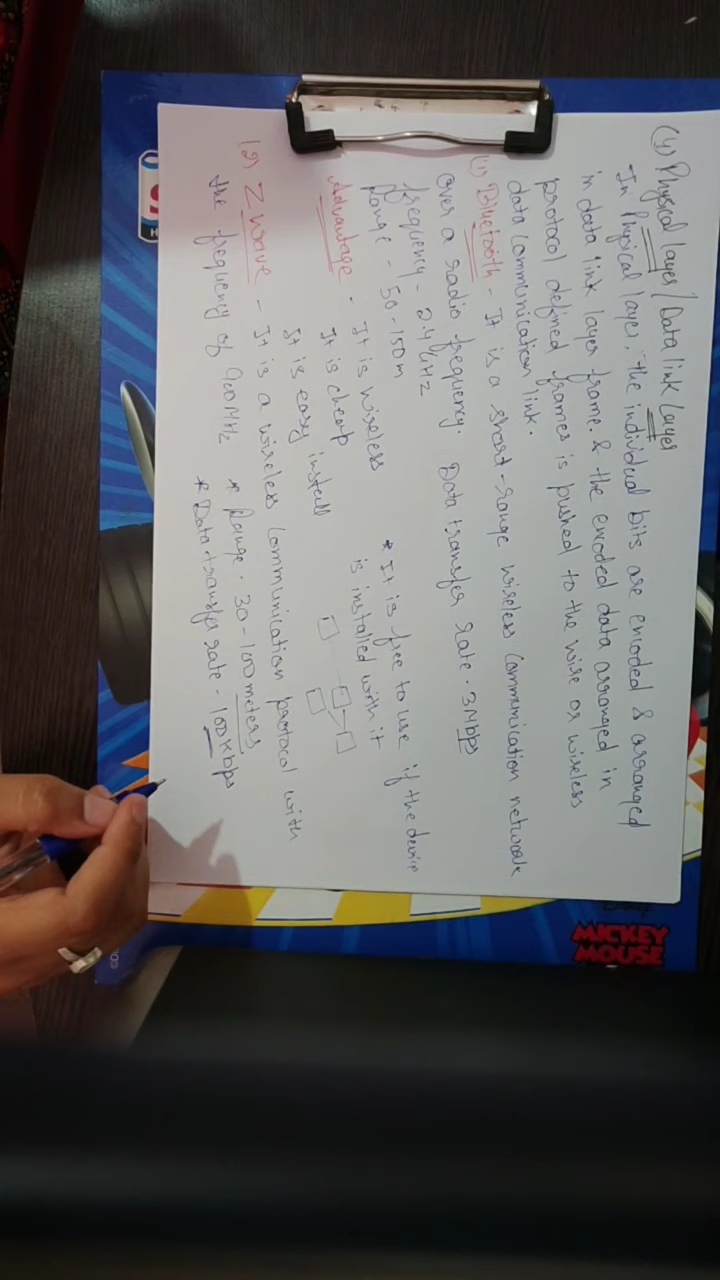 (4) Physical layer/Data link Layer
In Physical layer, the individual bits are encoded & arranged
in data link layer frame & the encoded data arranged in
protocol defined frames is pushed to the wire or wireless
data communication link.
(1) Bluetooth - It is a short-range wireless communication network
over a radio frequency. Data transfer rate - 3Mbps
frequency - 2.4GHz
Range - 50-150m
* It is free to use if the device
is installed with it
Advantage - It is wireless
It is cheap
It is easy install
(2) Z wave - It is a wireless communication protocol with
the frequency of 900MHz * Range - 30-100 meters
* Data transfer rate - 100kbps
MICKEY
MOUSE